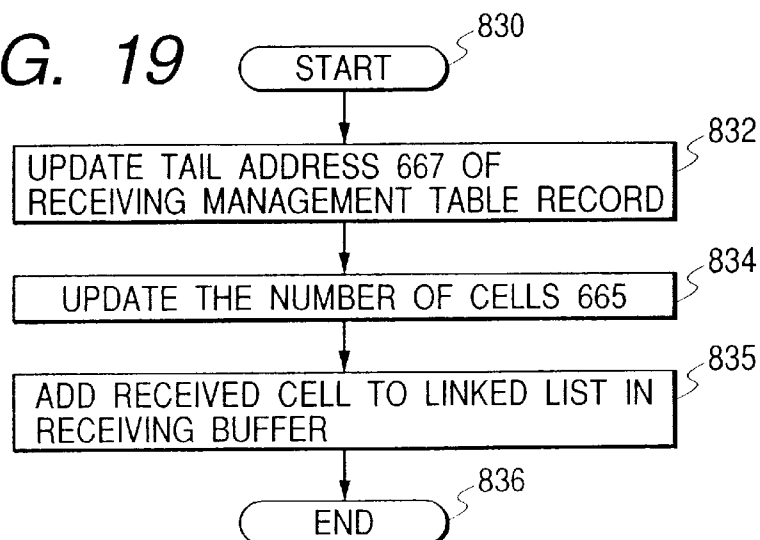 G. 19
START
830
UPDATE TAIL ADDRESS 667 OF
RECEIVING MANAGEMENT TABLE RECORD
832
UPDATE THE NUMBER OF CELLS 665
834
ADD RECEIVED CELL TO LINKED LIST IN
RECEIVING BUFFER
835
END
836